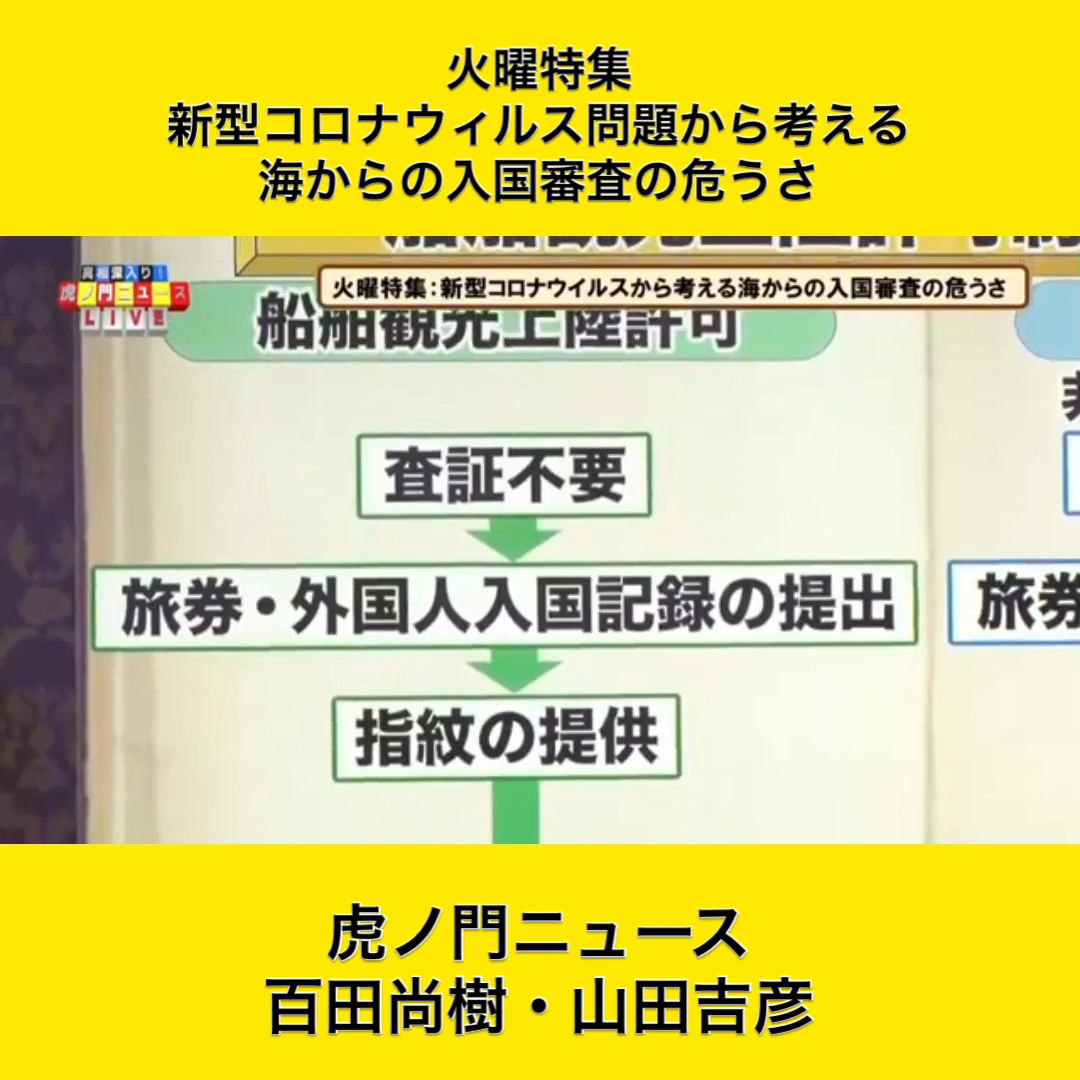 火曜特集
新型コロナウィルス問題から考える
海からの入国審査の危うさ
真相深入り!
虎ノ門ニュース
LIVE
火曜特集:新型コロナウイルスから考える海からの入国審査の危うさ
船舶観光上陸許可
査証不要
旅券・外国人入国記録の提出
旅券
指紋の提供
虎ノ門ニュース
百田尚樹・山田吉彦